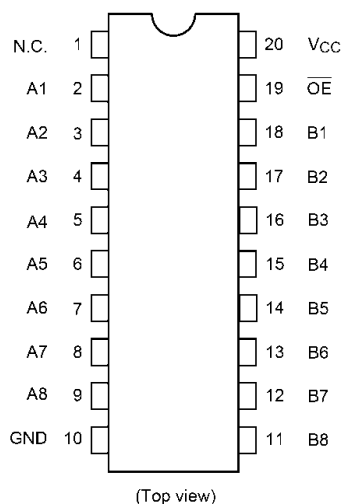 N.C. 1 20 VCC
A1 2 19 OE
A2 3 18 B1
A3 4 17 B2
A4 5 16 B3
A5 6 15 B4
A6 7 14 B5
A7 8 13 B6
A8 9 12 B7
GND 10 11 B8
(Top view)